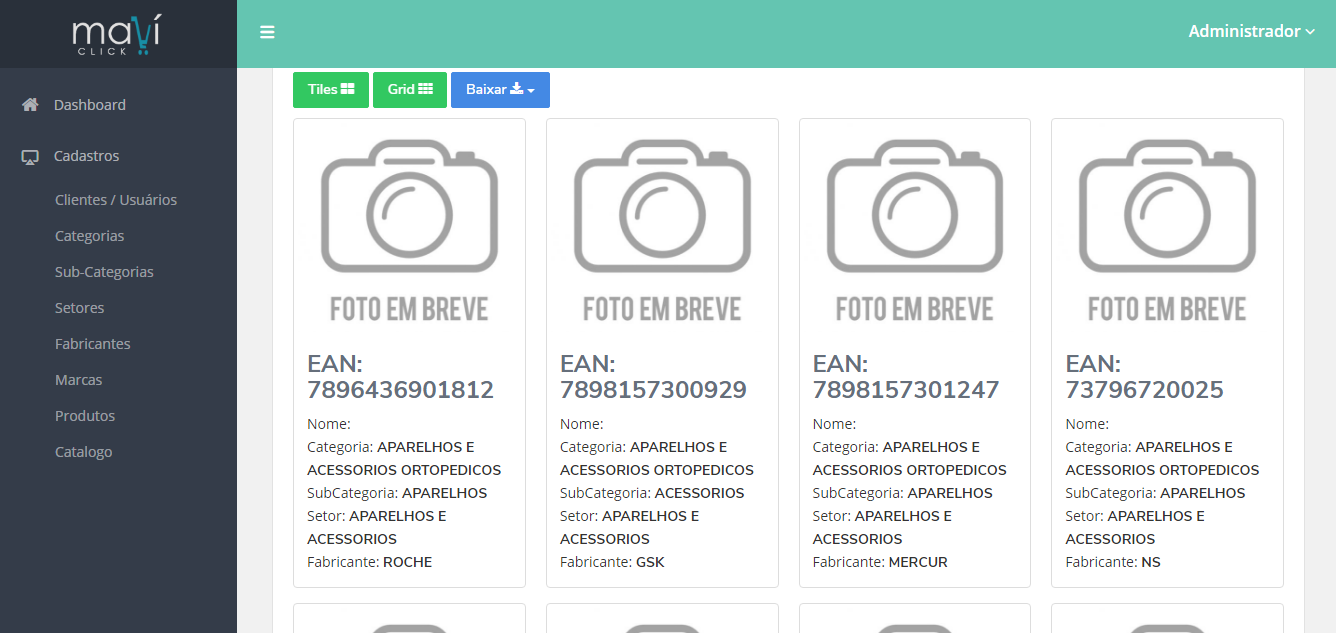 maví
CLICK
Administrador
Dashboard
Cadastros
Clientes / Usuários
Categorias
Sub-Categorias
Setores
Fabricantes
Marcas
Produtos
Catalogo
Tiles Grid Baixar
FOTO EM BREVE
EAN:
7896436901812
Nome:
Categoria: APARELHOS E
ACESSORIOS ORTOPEDICOS
SubCategoria: APARELHOS
Setor: APARELHOS E
ACESSORIOS
Fabricante: ROCHE
FOTO EM BREVE
EAN:
7898157300929
Nome:
Categoria: APARELHOS E
ACESSORIOS ORTOPEDICOS
SubCategoria: ACESSORIOS
Setor: APARELHOS E
ACESSORIOS
Fabricante: GSK
FOTO EM BREVE
EAN:
7898157301247
Nome:
Categoria: APARELHOS E
ACESSORIOS ORTOPEDICOS
SubCategoria: APARELHOS
Setor: APARELHOS E
ACESSORIOS
Fabricante: MERCUR
FOTO EM BREVE
EAN:
73796720025
Nome:
Categoria: APARELHOS E
ACESSORIOS ORTOPEDICOS
SubCategoria: APARELHOS
Setor: APARELHOS E
ACESSORIOS
Fabricante: NS